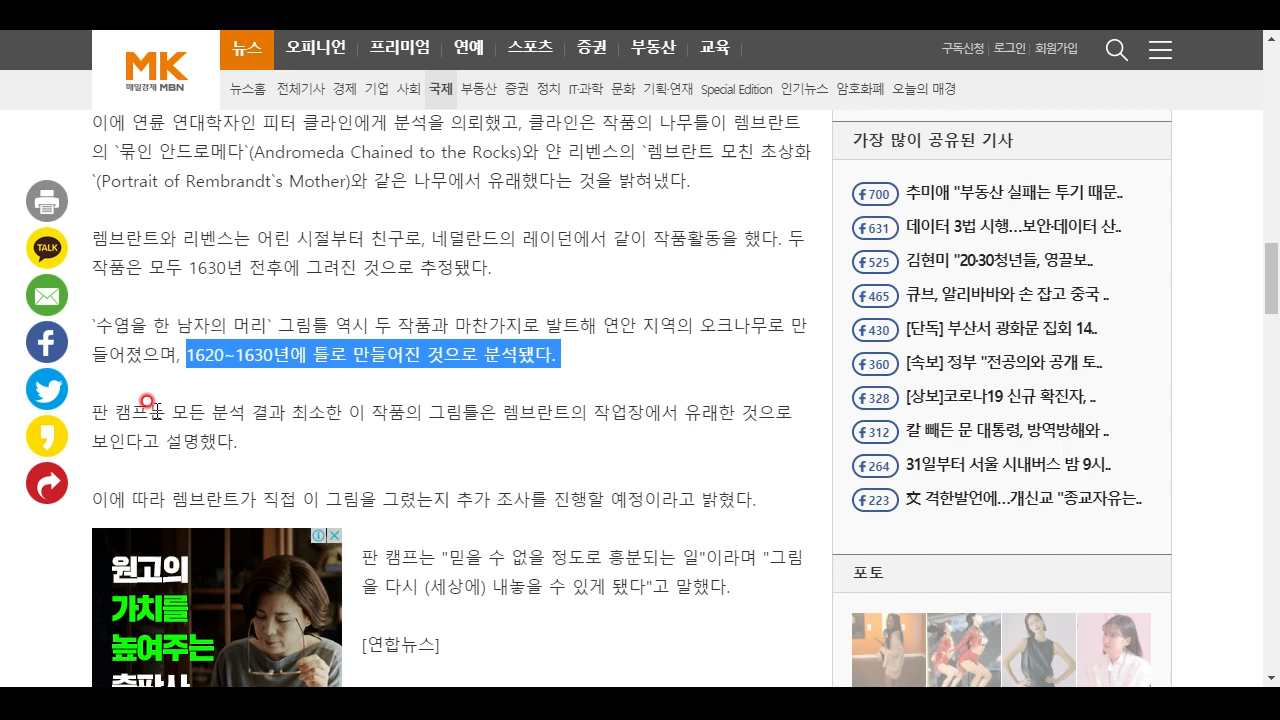 MK
매일경제 MBN
뉴스 오피니언 프리미엄 연예 스포츠 증권 부동산 교육
구독신청 로그인 회원가입
뉴스홈 전체기사 경제 기업 사회 국제 부동산 증권 정치 IT·과학 문화 기획·연재 Special Edition 인기뉴스 암호화폐 오늘의 매경
이에 연륜 연대학자인 피터 클라인에게 분석을 의뢰했고, 클라인은 작품의 나무틀이 렘브란트
의 `묶인 안드로메다`(Andromeda Chained to the Rocks)와 얀 리벤스의 `렘브란트 모친 초상화
`(Portrait of Rembrandt`s Mother)와 같은 나무에서 유래했다는 것을 밝혀냈다.
렘브란트와 리벤스는 어린 시절부터 친구로, 네덜란드의 레이던에서 같이 작품활동을 했다. 두
작품은 모두 1630년 전후에 그려진 것으로 추정됐다.
`수염을 한 남자의 머리` 그림틀 역시 두 작품과 마찬가지로 발트해 연안 지역의 오크나무로 만
들어졌으며, 1620~1630년에 틀로 만들어진 것으로 분석됐다.
판 캠프는 모든 분석 결과 최소한 이 작품의 그림틀은 렘브란트의 작업장에서 유래한 것으로
보인다고 설명했다.
이에 따라 렘브란트가 직접 이 그림을 그렸는지 추가 조사를 진행할 예정이라고 밝혔다.
판 캠프는 "믿을 수 없을 정도로 흥분되는 일"이라며 "그림
을 다시 (세상에) 내놓을 수 있게 됐다"고 말했다.
[연합뉴스]
TALK
원고의
가치를
높여주는
출판사
가장 많이 공유된 기사
700 추미애 "부동산 실패는 투기 때문..
631 데이터 3법 시행…보안·데이터 산..
525 김현미 "20·30청년들, 영끌보..
465 큐브, 알리바바와 손 잡고 중국 ..
430 [단독] 부산서 광화문 집회 14..
360 [속보] 정부 "전공의와 공개 토..
328 [상보]코로나19 신규 확진자, ..
312 칼 빼든 문 대통령, 방역방해와 ..
264 31일부터 서울 시내버스 밤 9시..
223 文 격한발언에…개신교 "종교자유는..
포토